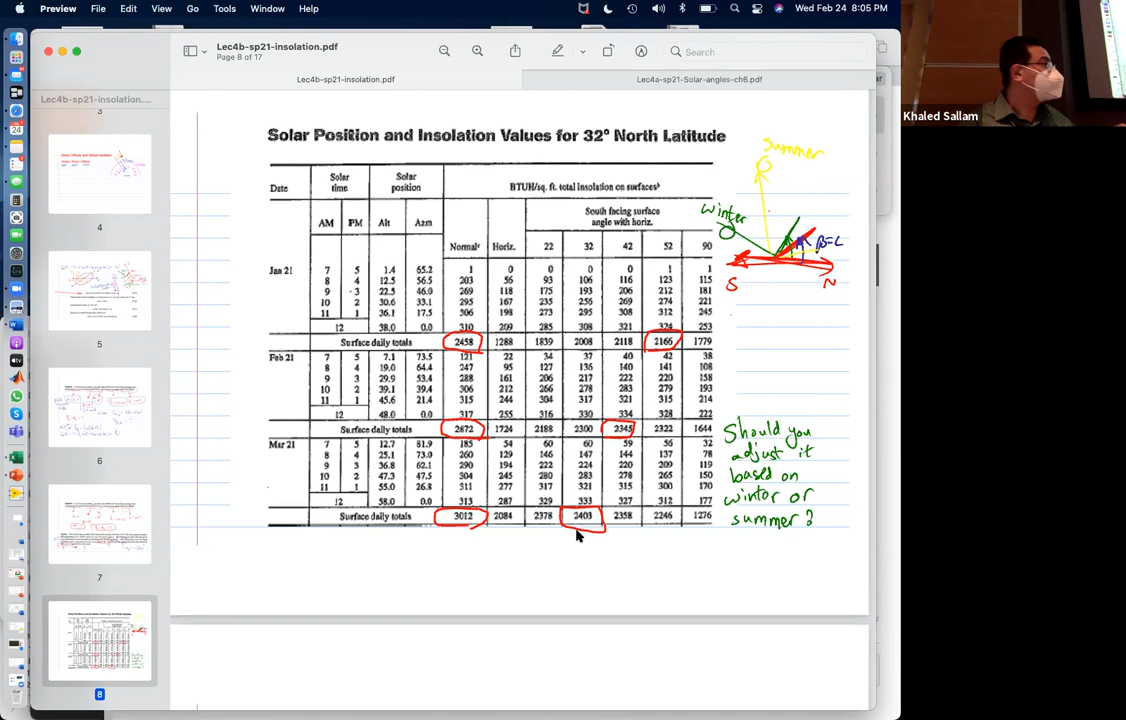 Preview File Edit View Go Tools Window Help
Wed Feb 24 8:05 PM
Lec4b-sp21-insolation.pdf
Page 8 of 17
Search
Lec4b-sp21-insolation.pdf
Lec4a-sp21-Solar-angles-ch6.pdf
Lec4b-sp21-insolation....
3
4
5
6
7
8
Khaled Sallam
Solar Position and Insolation Values for 32° North Latitude
Date Solar time Solar position BTUH/sq. ft. total insolation on surfacesᵇ
South facing surface angle with horiz.
AM PM Alt Azm Normalᶜ Horiz. 22 32 42 52 90
Jan 21 7 5 1.4 65.2 1 0 0 0 0 1 1
8 4 12.5 56.5 203 56 93 106 116 123 115
9 3 22.5 46.0 269 118 175 193 206 212 181
10 2 30.6 33.1 295 167 235 256 269 274 221
11 1 36.1 17.5 306 198 273 295 308 312 245
12 38.0 0.0 310 209 285 308 321 324 253
Surface daily totals 2458 1288 1839 2008 2118 2165 1779
Feb 21 7 5 7.1 73.5 121 22 34 37 40 42 38
8 4 19.0 64.4 247 95 127 136 140 141 108
9 3 29.9 53.4 288 161 206 217 222 220 158
10 2 39.1 39.4 306 212 266 278 283 279 193
11 1 45.6 21.4 315 244 304 317 321 315 214
12 48.0 0.0 317 255 316 330 334 328 222
Surface daily totals 2872 1724 2188 2300 2345 2322 1644
Mar 21 7 5 12.7 81.9 185 54 60 60 59 56 32
8 4 25.1 73.0 260 129 146 147 144 137 78
9 3 36.8 62.1 290 194 222 224 220 209 119
10 2 47.3 47.5 304 245 280 283 278 265 150
11 1 55.0 26.8 311 277 317 321 315 300 170
12 58.0 0.0 313 287 329 333 327 312 177
Surface daily totals 3012 2084 2378 2403 2358 2246 1276
Summer
Winter
β=L
S
N
Should you
adjust it
based on
winter or
summer?